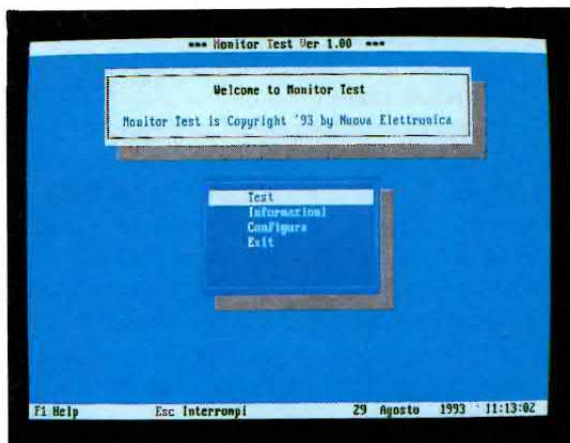 *** Monitor Test Ver 1.00 ***
Welcome to Monitor Test
Monitor Test is Copyright '93 by Nuova Elettronica
Test
Informazioni
Configura
Exit
F1 Help Esc Interrompi 29 Agosto 1993 11:13:02